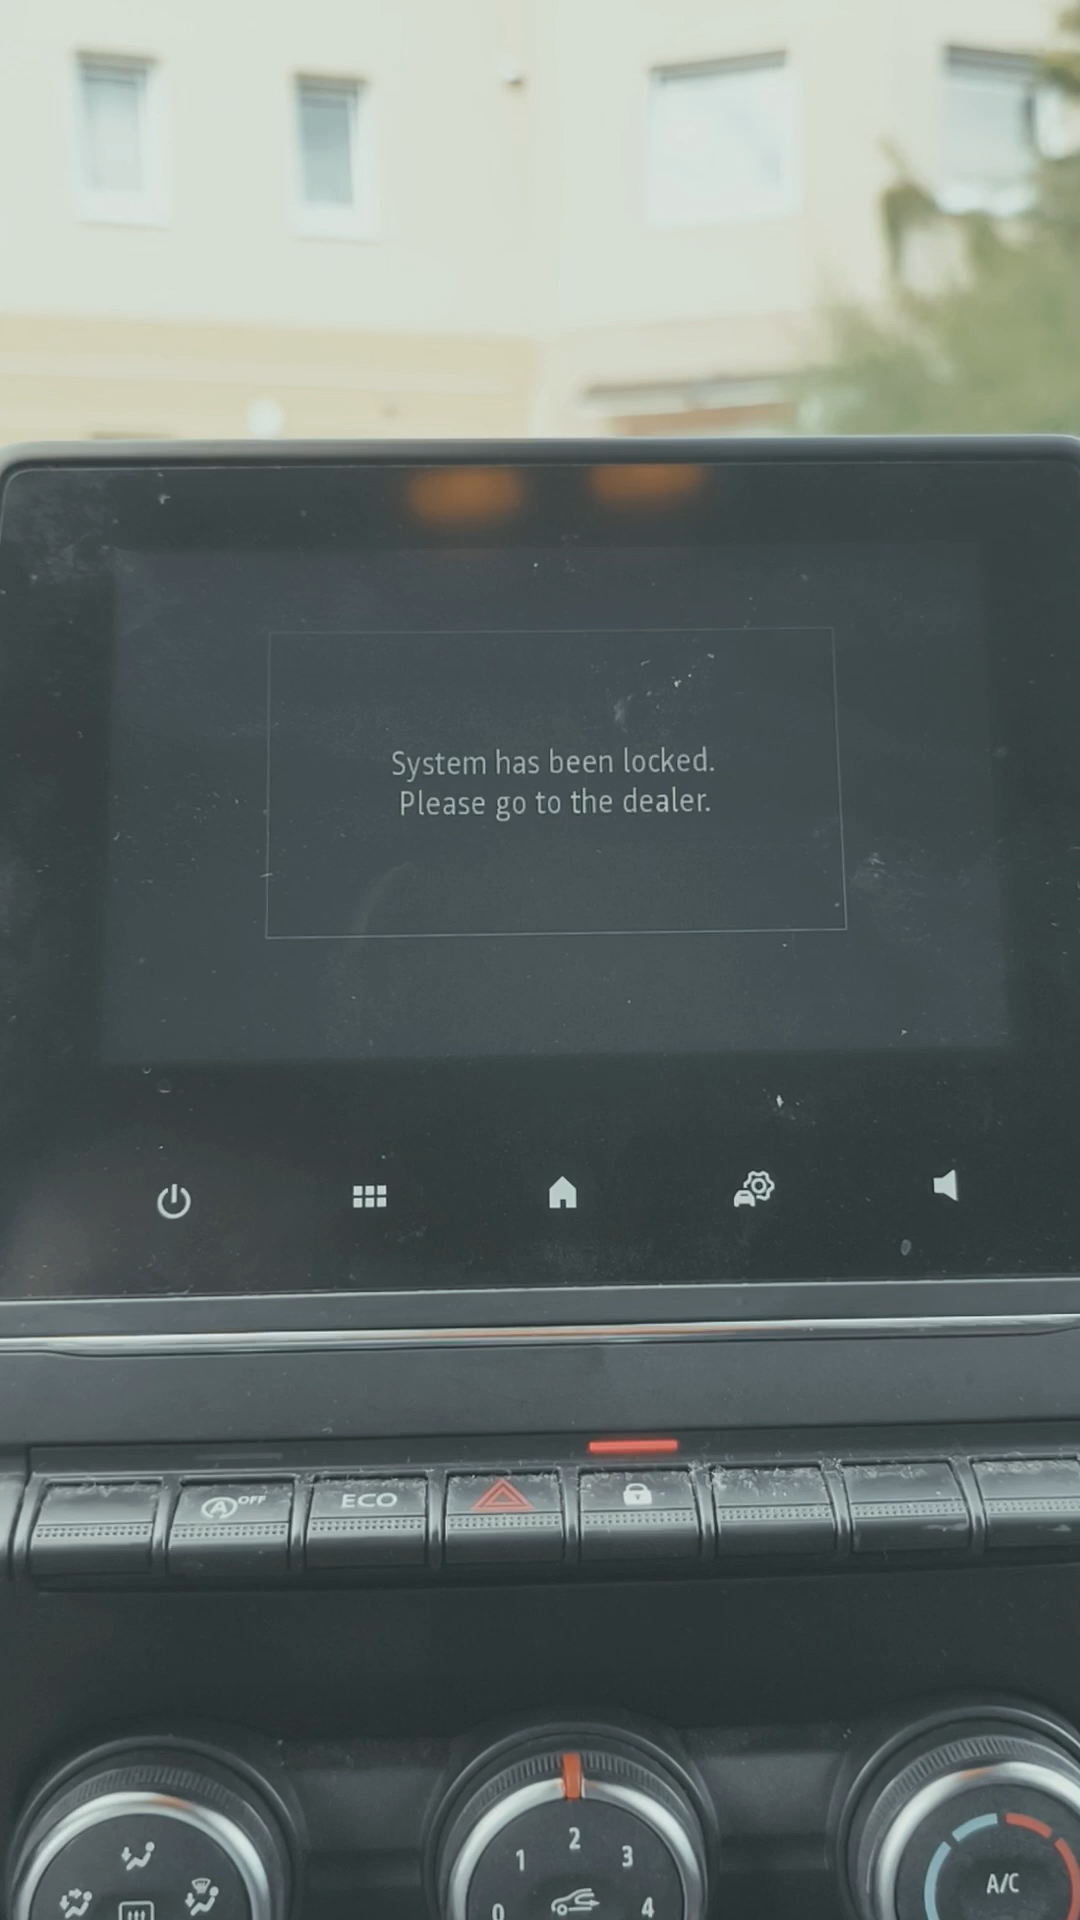 System has been locked.
Please go to the dealer.
A OFF
ECO
1 2 3
0 4
A/C